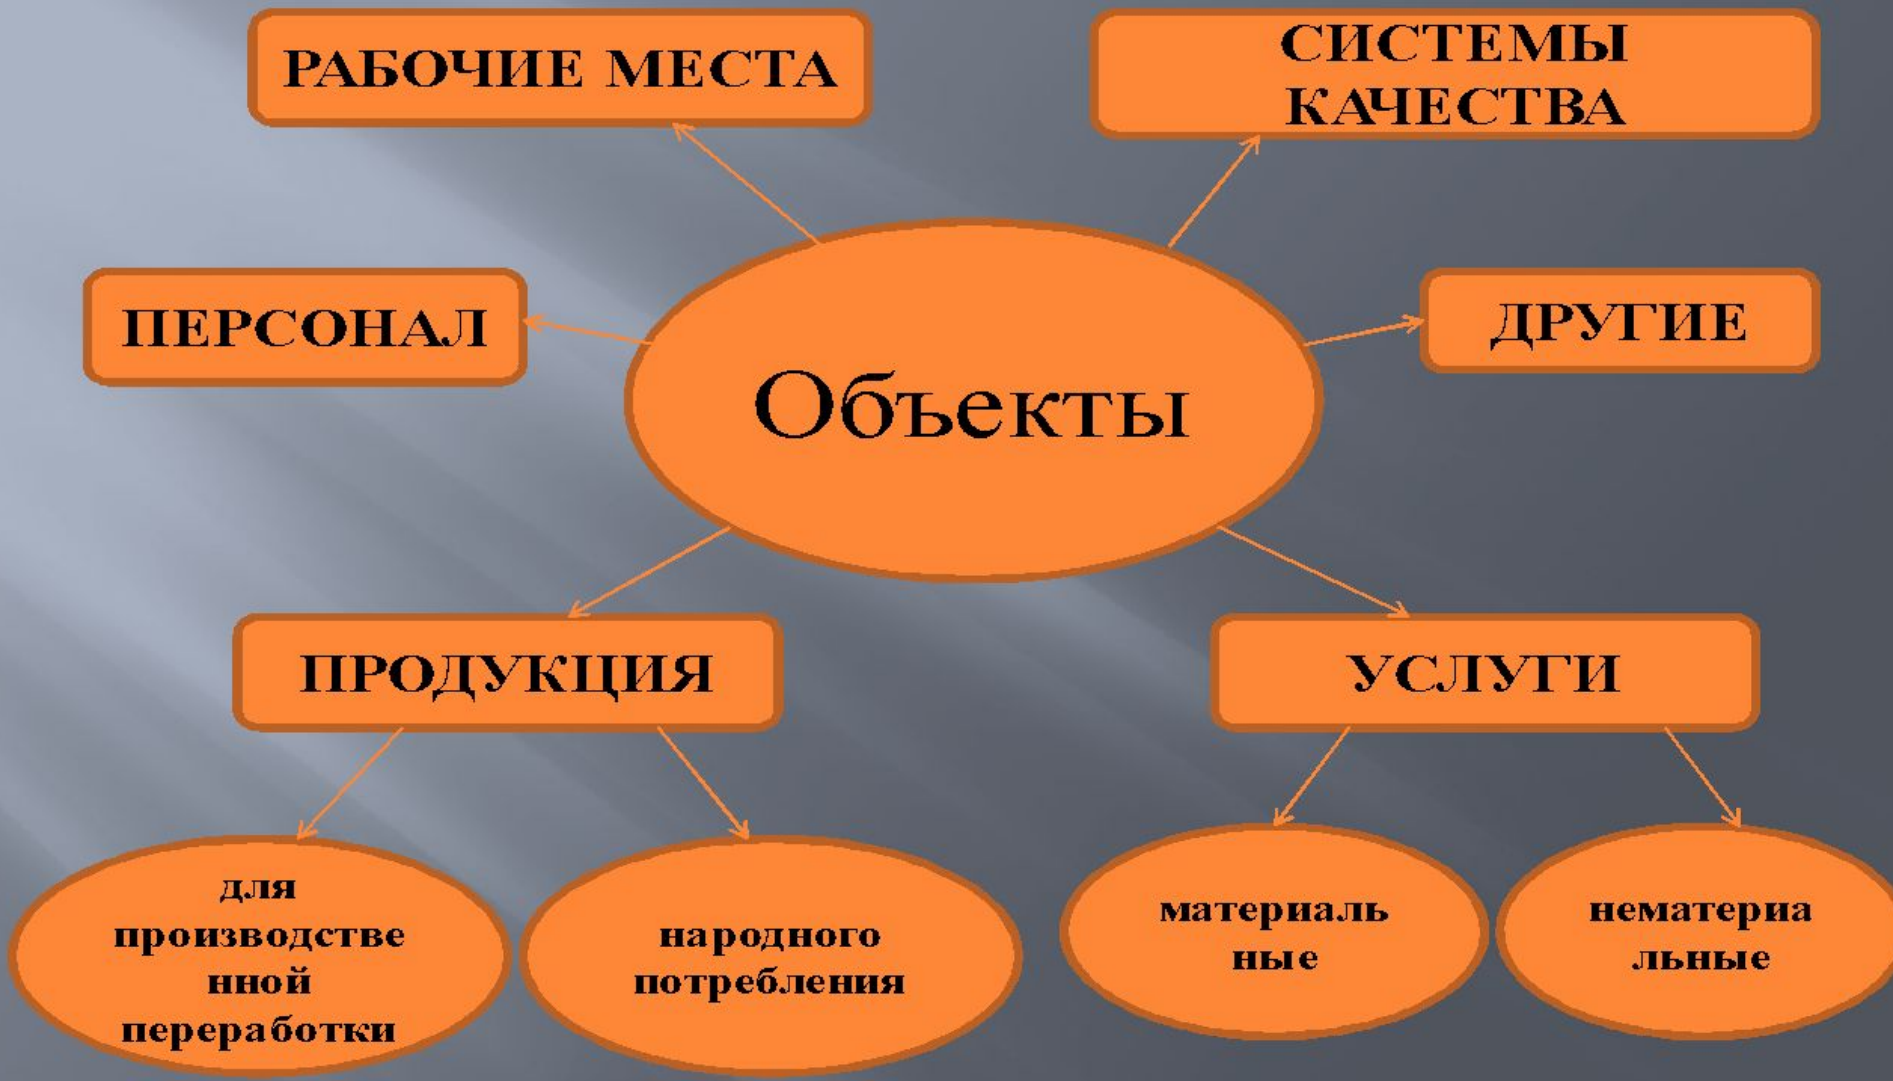 РАБОЧИЕ МЕСТА
СИСТЕМЫ
КАЧЕСТВА
ПЕРСОНАЛ
ДРУГИЕ
Объекты
ПРОДУКЦИЯ
УСЛУГИ
для
производстве
нной
переработки
народного
потребления
материаль
ные
нематериа
льные